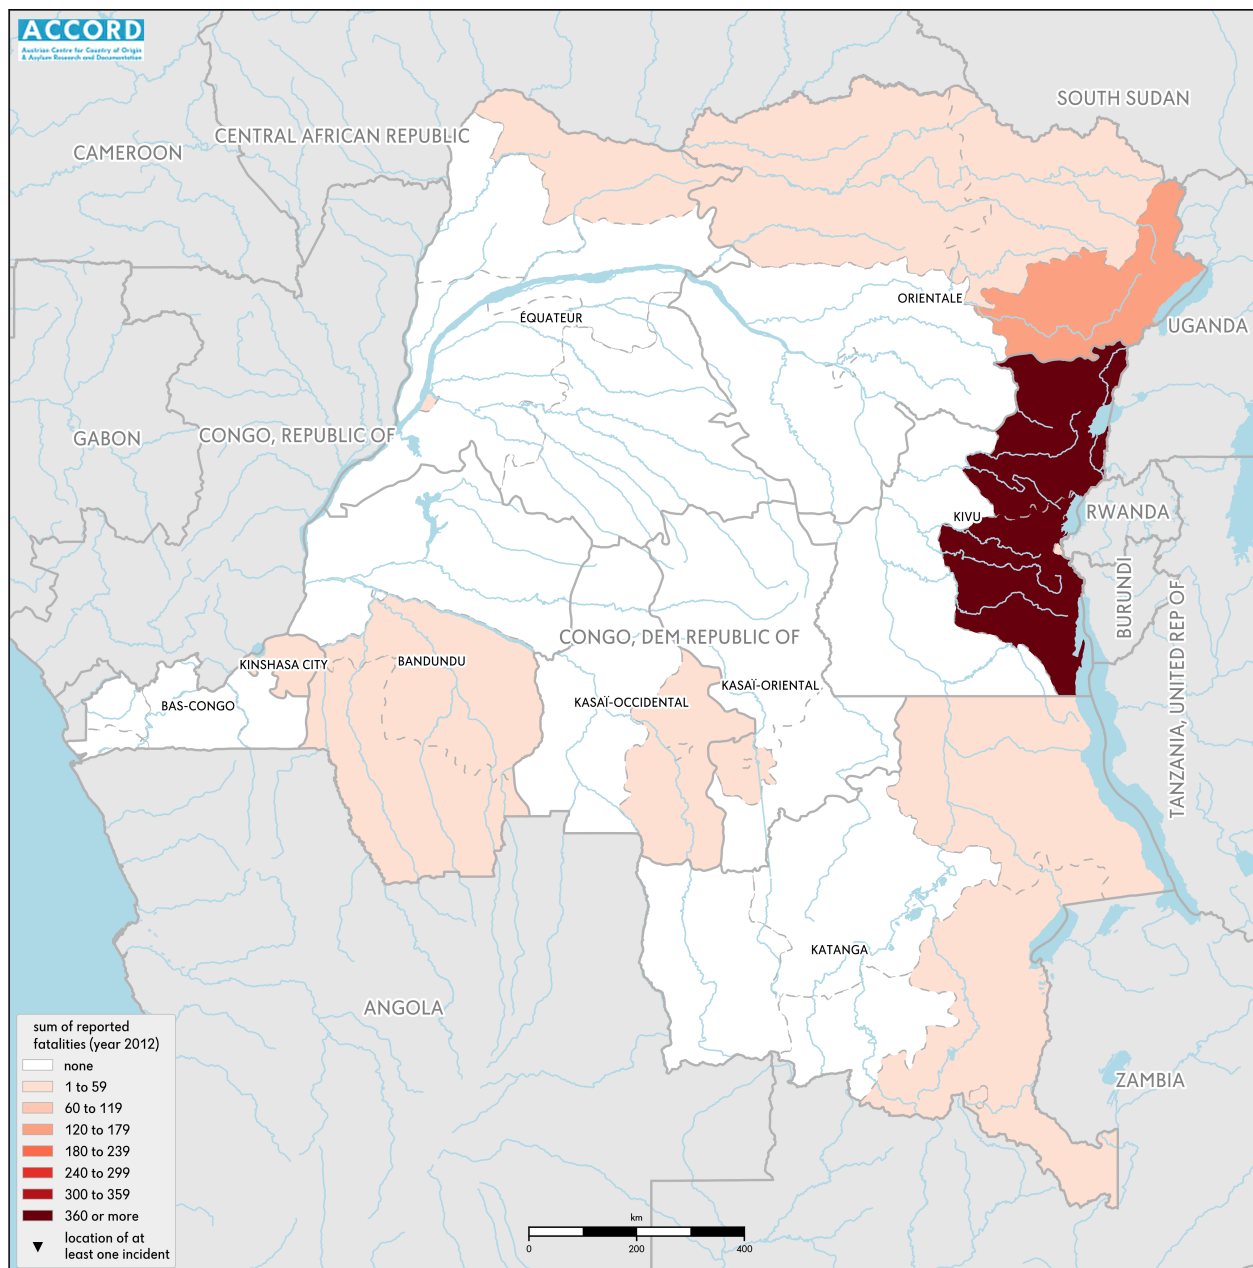 ACCORD
Austrian Centre for Country of Origin
& Asylum Research and Documentation
SOUTH SUDAN
CENTRAL AFRICAN REPUBLIC
CAMEROON
ORIENTALE
ÉQUATEUR
UGANDA
GABON
CONGO, REPUBLIC OF
KIVU
RWANDA
BURUNDI
TANZANIA, UNITED REP OF
CONGO, DEM REPUBLIC OF
KINSHASA CITY
BANDUNDU
KASAÏ-ORIENTAL
KASAÏ-OCCIDENTAL
BAS-CONGO
KATANGA
ANGOLA
ZAMBIA
sum of reported
fatalities (year 2012)
none
1 to 59
60 to 119
120 to 179
180 to 239
240 to 299
300 to 359
360 or more
location of at
least one incident
km
0 200 400